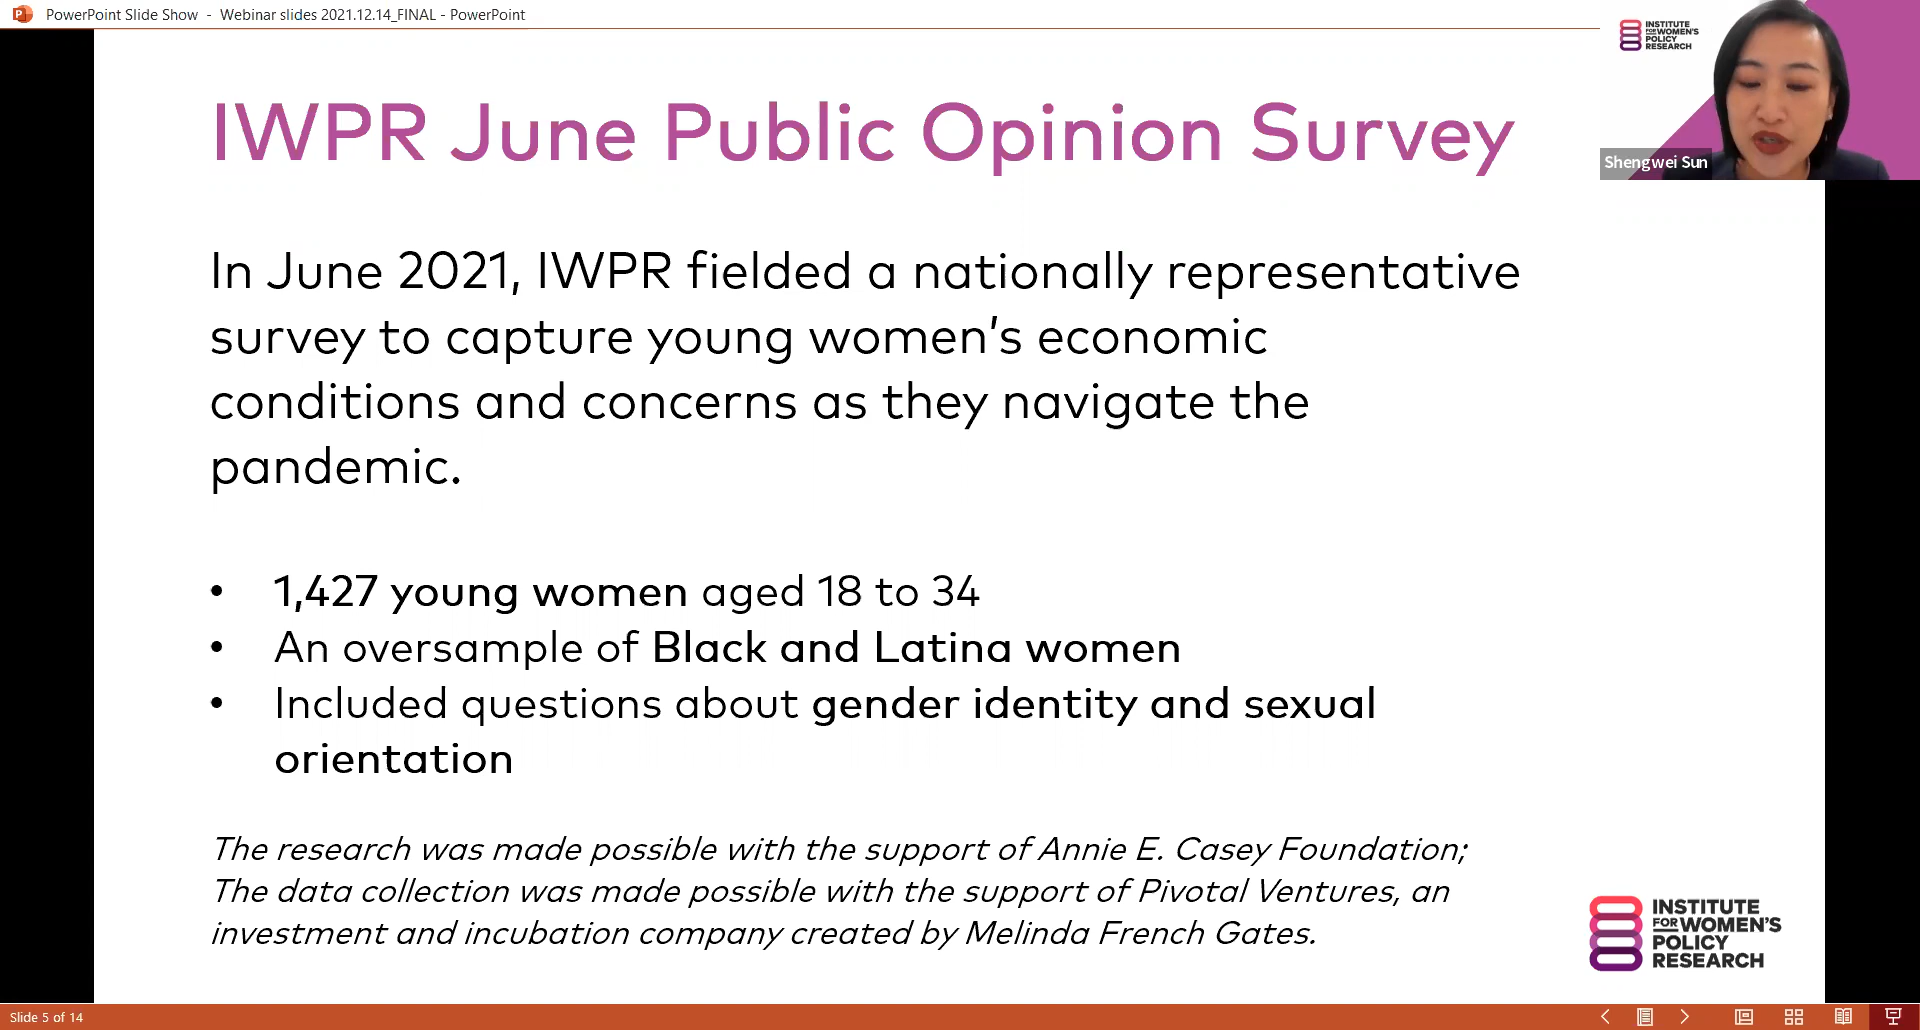 PowerPoint Slide Show - Webinar slides 2021.12.14_FINAL - PowerPoint
INSTITUTE
FOR WOMEN'S
POLICY
RESEARCH
Shengwei Sun
IWPR June Public Opinion Survey
In June 2021, IWPR fielded a nationally representative
survey to capture young women's economic
conditions and concerns as they navigate the
pandemic.
• 1,427 young women aged 18 to 34
• An oversample of Black and Latina women
• Included questions about gender identity and sexual
orientation
The research was made possible with the support of Annie E. Casey Foundation;
The data collection was made possible with the support of Pivotal Ventures, an
investment and incubation company created by Melinda French Gates.
INSTITUTE
FOR WOMEN'S
POLICY
RESEARCH
Slide 5 of 14